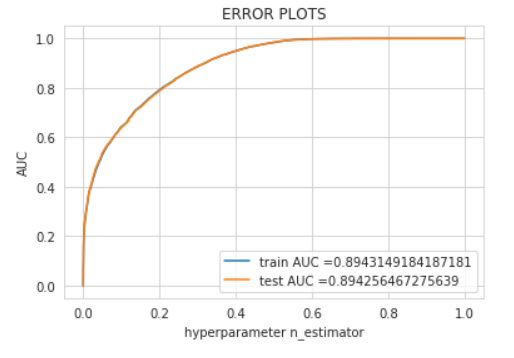 ERROR PLOTS
1.0
0.8
0.6
0.4
0.2
0.0
AUC
train AUC =0.8943149184187181
test AUC =0.894256467275639
0.0 0.2 0.4 0.6 0.8 1.0
hyperparameter n_estimator